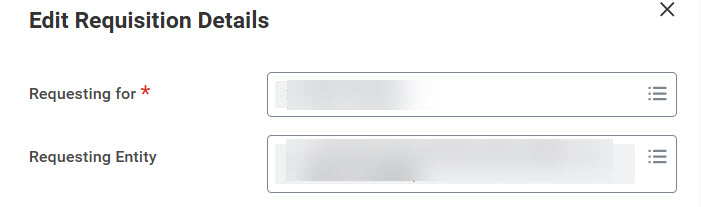 Edit Requisition Details
Requesting for *
Requesting Entity